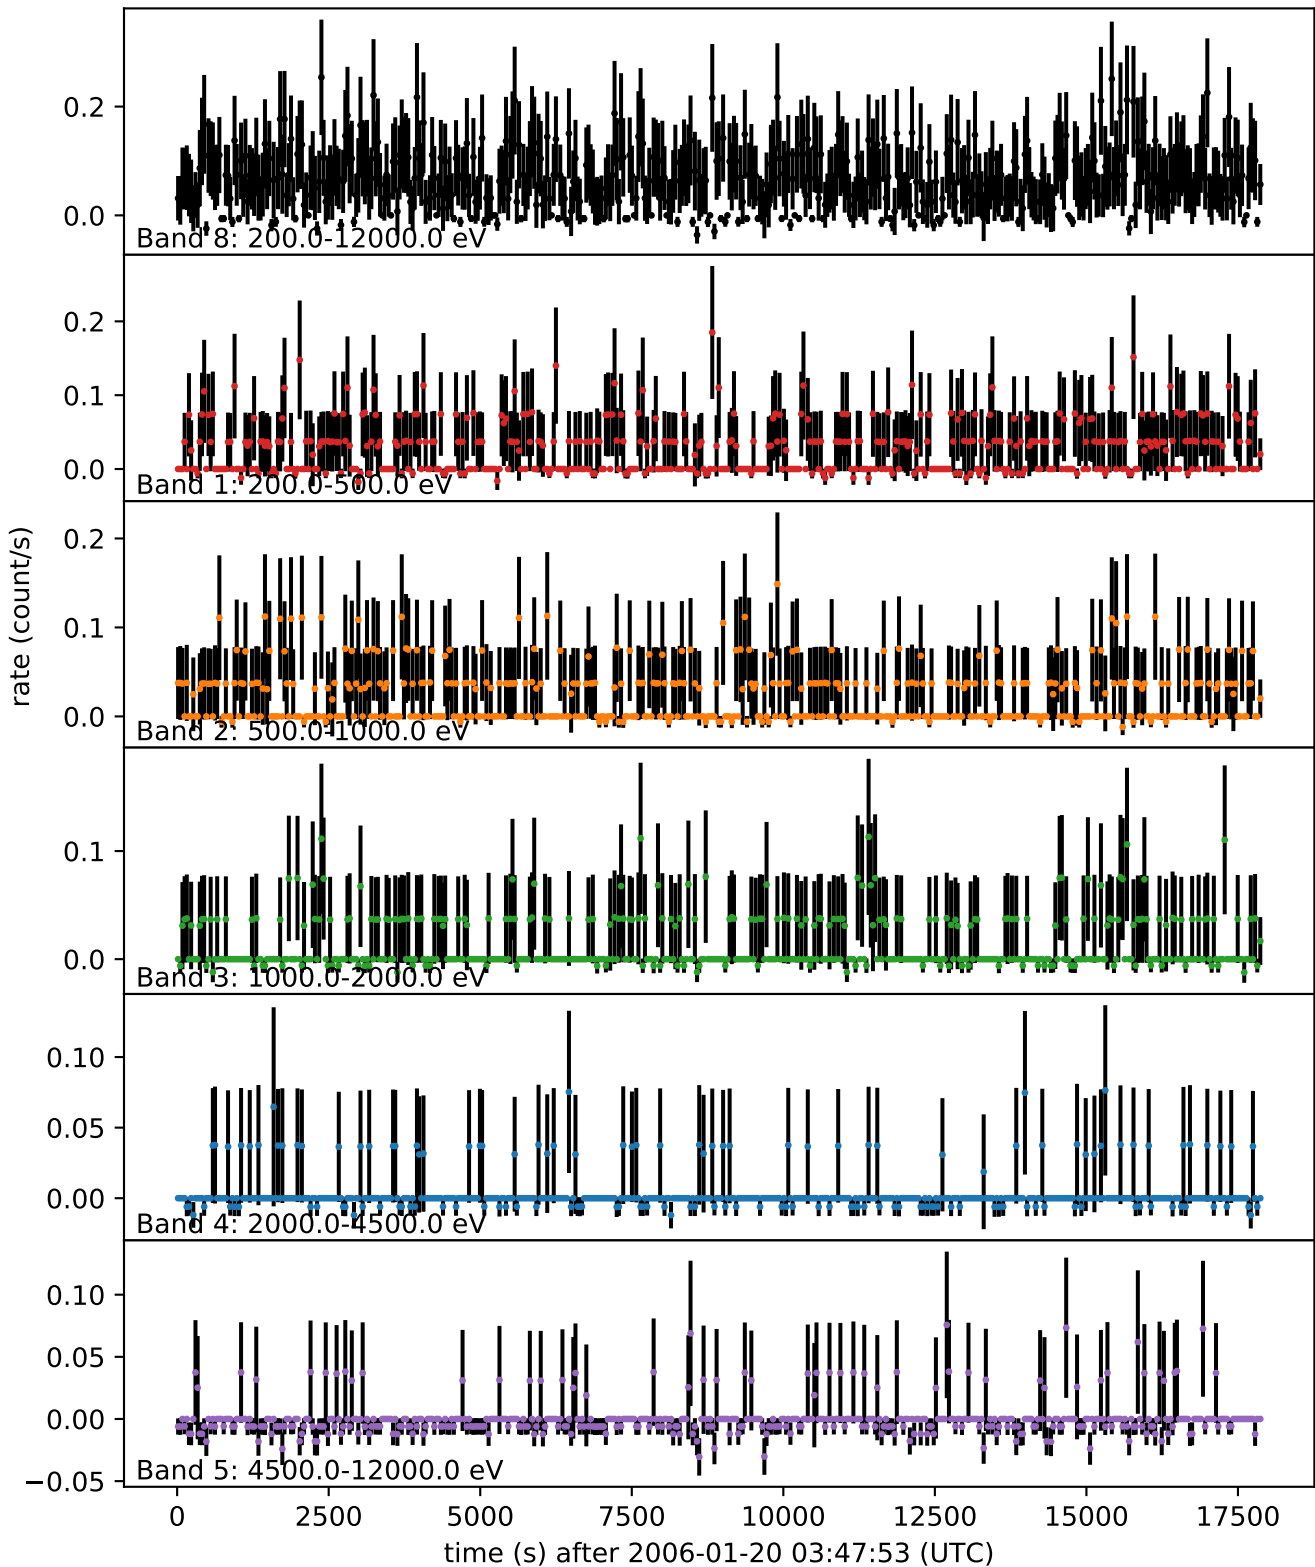 0.2
0.0
Band 8: 200.0-12000.0 eV
0.2
0.1
0.0
Band 1: 200.0-500.0 eV
rate (count/s)
0.2
0.1
0.0
Band 2: 500.0-1000.0 eV
0.1
0.0
Band 3: 1000.0-2000.0 eV
0.10
0.05
0.00
Band 4: 2000.0-4500.0 eV
0.10
0.05
0.00
−0.05
Band 5: 4500.0-12000.0 eV
0 2500 5000 7500 10000 12500 15000 17500
time (s) after 2006-01-20 03:47:53 (UTC)